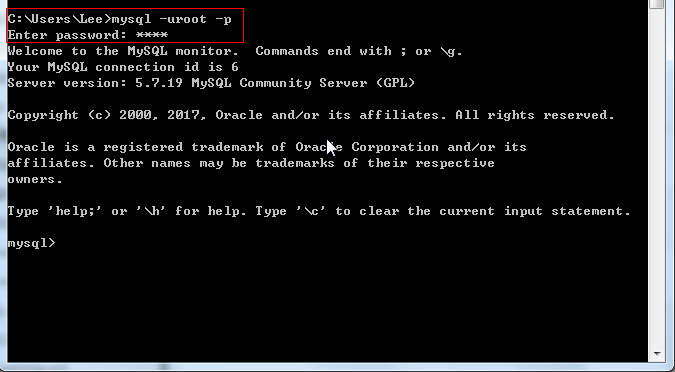 C:\Users\Lee>mysql -uroot -p
Enter password: ****
Welcome to the MySQL monitor.  Commands end with ; or \g.
Your MySQL connection id is 6
Server version: 5.7.19 MySQL Community Server (GPL)
Copyright (c) 2000, 2017, Oracle and/or its affiliates. All rights reserved.
Oracle is a registered trademark of Oracle Corporation and/or its
affiliates. Other names may be trademarks of their respective
owners.
Type 'help;' or '\h' for help. Type '\c' to clear the current input statement.
mysql>